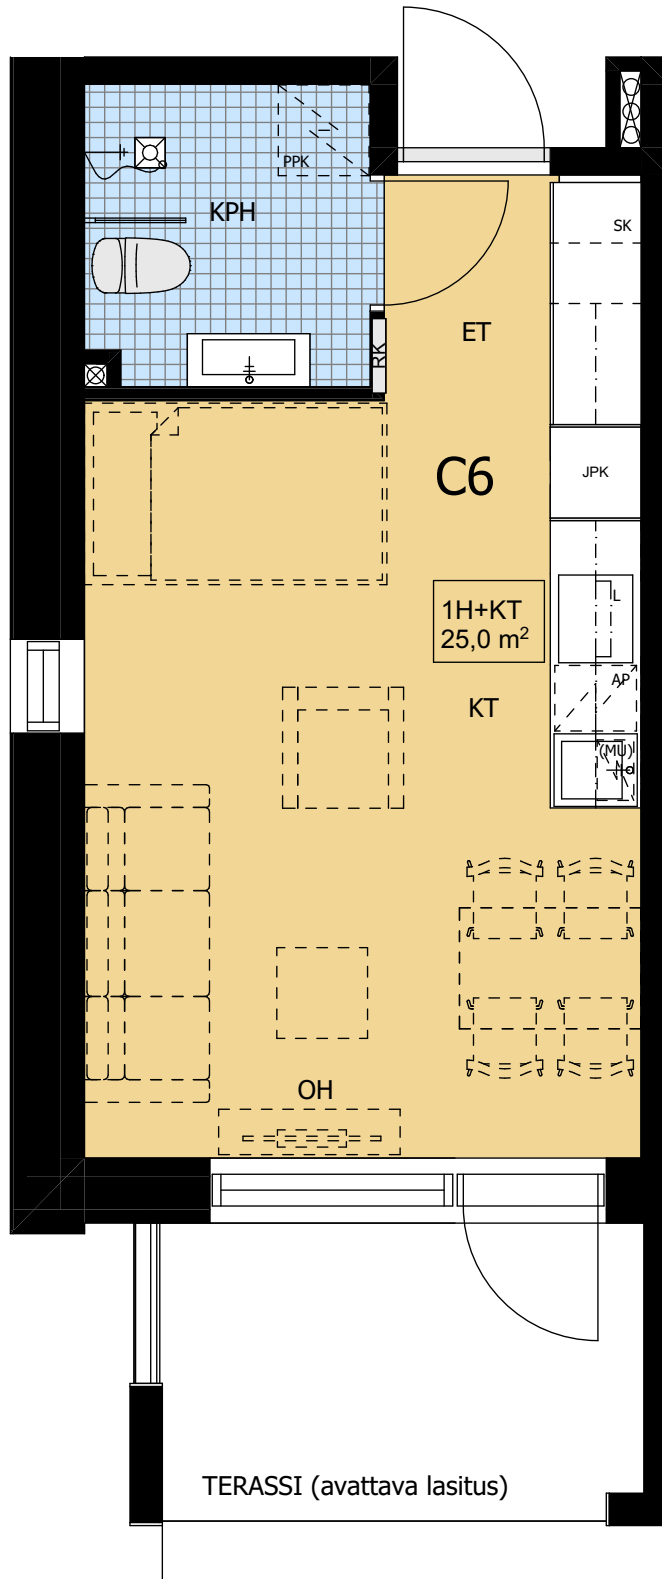 PPK
KPH
SK
ET
RK
C6
JPK
1H+KT
25,0 m²
L
AP
KT
(MU)
OH
TERASSI (avattava lasitus)